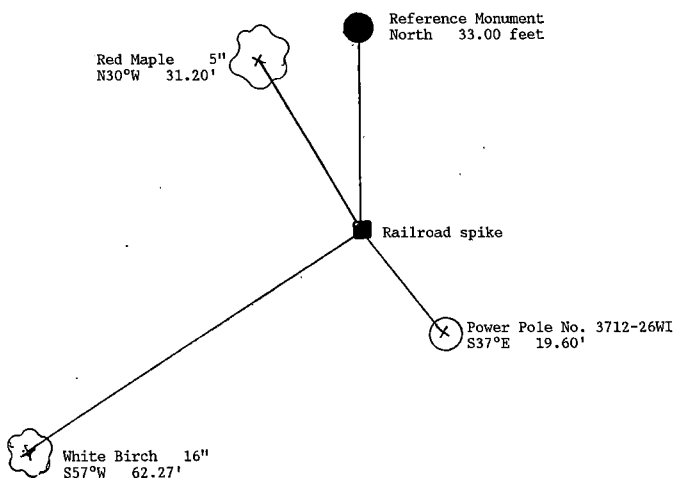 Reference Monument
North 33.00 feet
Red Maple 5"
N30°W 31.20'
Railroad spike
Power Pole No. 3712-26WI
S37°E 19.60'
White Birch 16"
S57°W 62.27'